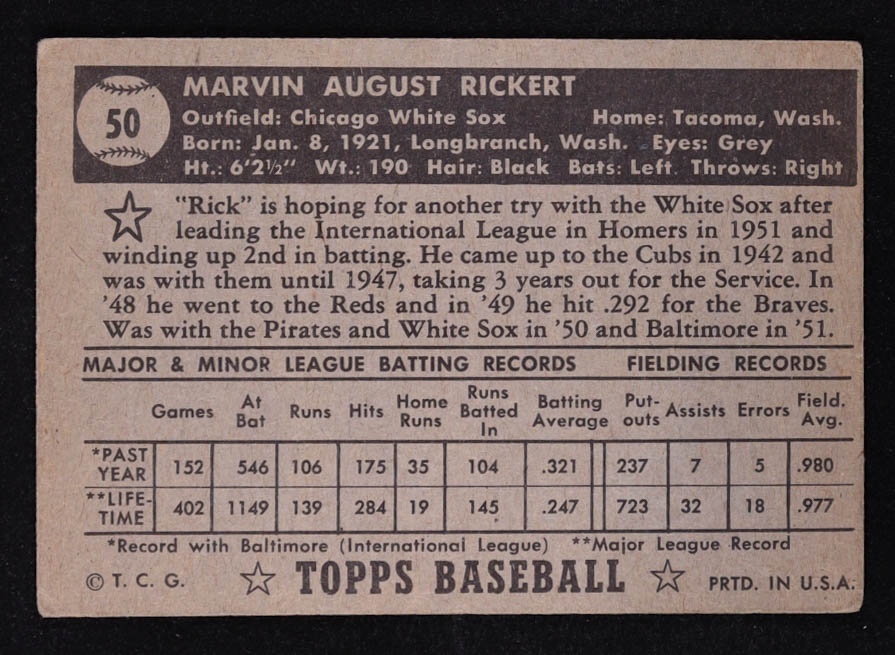 50
MARVIN AUGUST RICKERT
Outfield: Chicago White Sox Home: Tacoma, Wash.
Born: Jan. 8, 1921, Longbranch, Wash. Eyes: Grey
Ht.: 6'2½" Wt.: 190 Hair: Black Bats: Left Throws: Right
"Rick" is hoping for another try with the White Sox after
leading the International League in Homers in 1951 and
winding up 2nd in batting. He came up to the Cubs in 1942 and
was with them until 1947, taking 3 years out for the Service. In
'48 he went to the Reds and in '49 he hit .292 for the Braves.
Was with the Pirates and White Sox in '50 and Baltimore in '51.
MAJOR & MINOR LEAGUE BATTING RECORDS FIELDING RECORDS
Games At Bat Runs Hits Home Runs Runs Batted In Batting Average Put-outs Assists Errors Field. Avg.
*PAST YEAR 152 546 106 175 35 104 .321 237 7 5 .980
**LIFE-TIME 402 1149 139 284 19 145 .247 723 32 18 .977
*Record with Baltimore (International League) **Major League Record
© T. C. G. TOPPS BASEBALL PRTD. IN U.S.A.